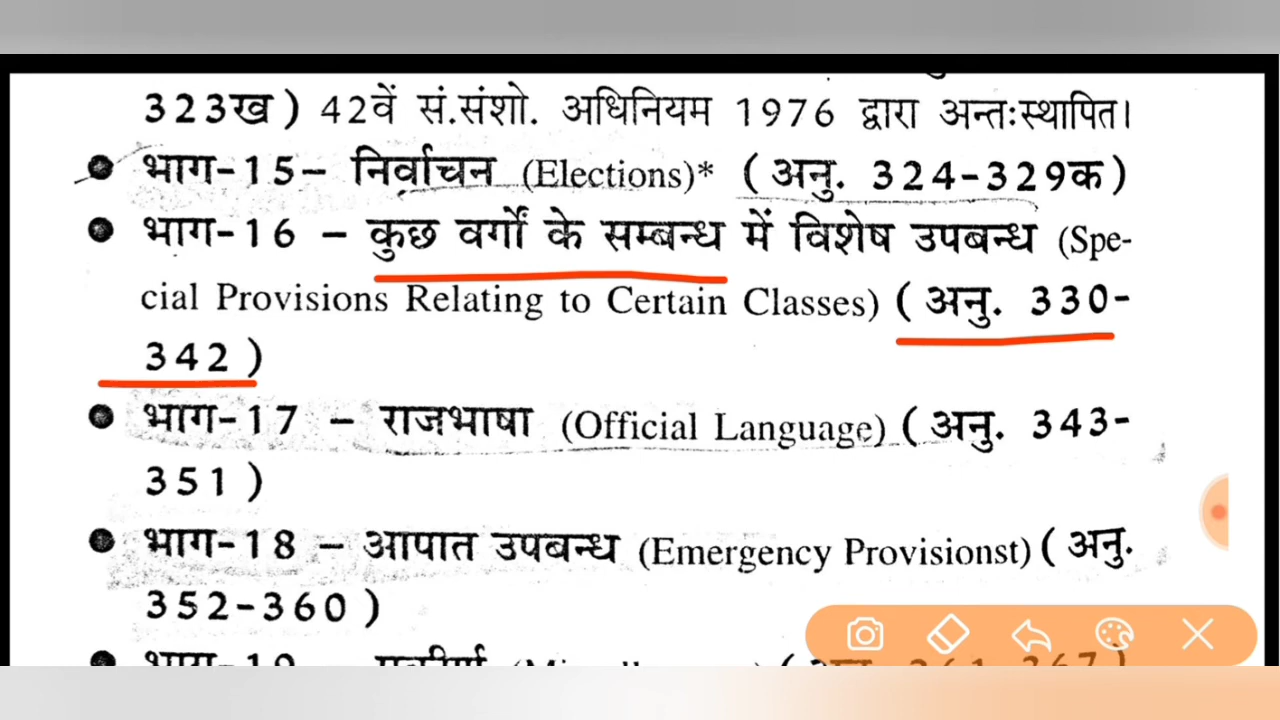 323ख) 42वें सं.संशो. अधिनियम 1976 द्वारा अन्तःस्थापित।
भाग-15– निर्वाचन (Elections)* (अनु. 324-329क)
भाग-16 – कुछ वर्गों के सम्बन्ध में विशेष उपबन्ध (Spe-
cial Provisions Relating to Certain Classes) (अनु. 330-
342)
भाग-17 – राजभाषा (Official Language) (अनु. 343-
351)
भाग-18 – आपात उपबन्ध (Emergency Provisionst) (अनु.
352-360)